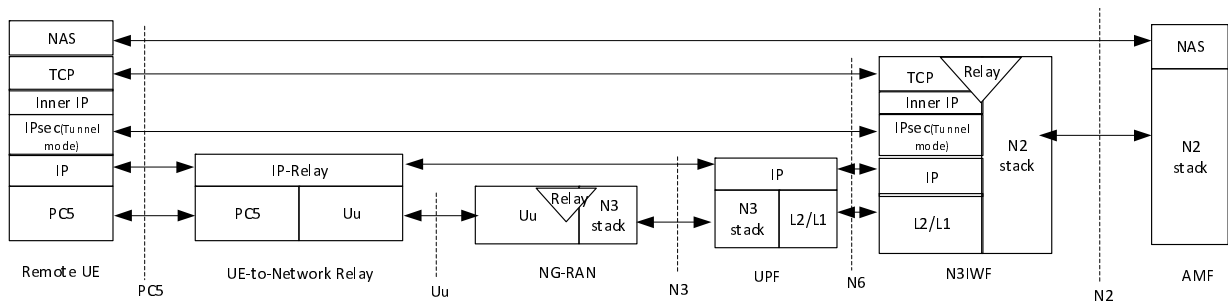 NAS
TCP
Inner IP
IPsec(Tunnel
mode)
IP
PC5
Remote UE
PC5
IP-Relay
PC5
Uu
UE-to-Network Relay
Uu
Uu
Relay
N3
stack
NG-RAN
N3
IP
N3
stack
L2/L1
UPF
N6
TCP
Relay
Inner IP
IPsec(Tunnel
mode)
IP
L2/L1
N2
stack
N3IWF
N2
NAS
N2
stack
AMF